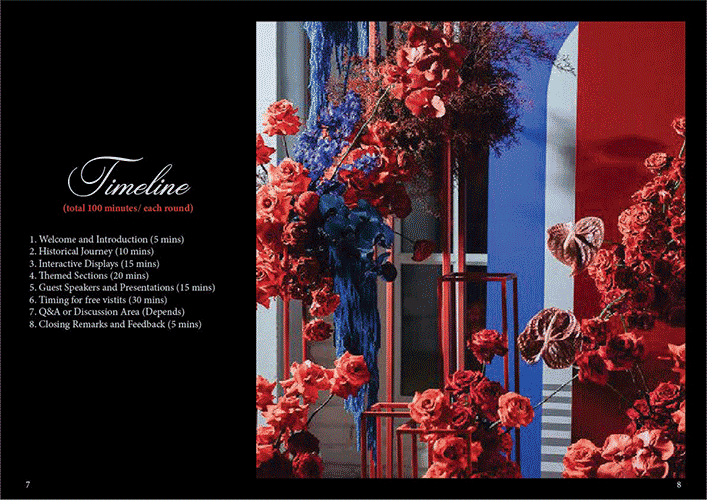 Timeline
(total 100 minutes/ each round)
1. Welcome and Introduction (5 mins)
2. Historical Journey (10 mins)
3. Interactive Displays (15 mins)
4. Themed Sections (20 mins)
5. Guest Speakers and Presentations (15 mins)
6. Timing for free vistits (30 mins)
7. Q&A or Discussion Area (Depends)
8. Closing Remarks and Feedback (5 mins)
7
8